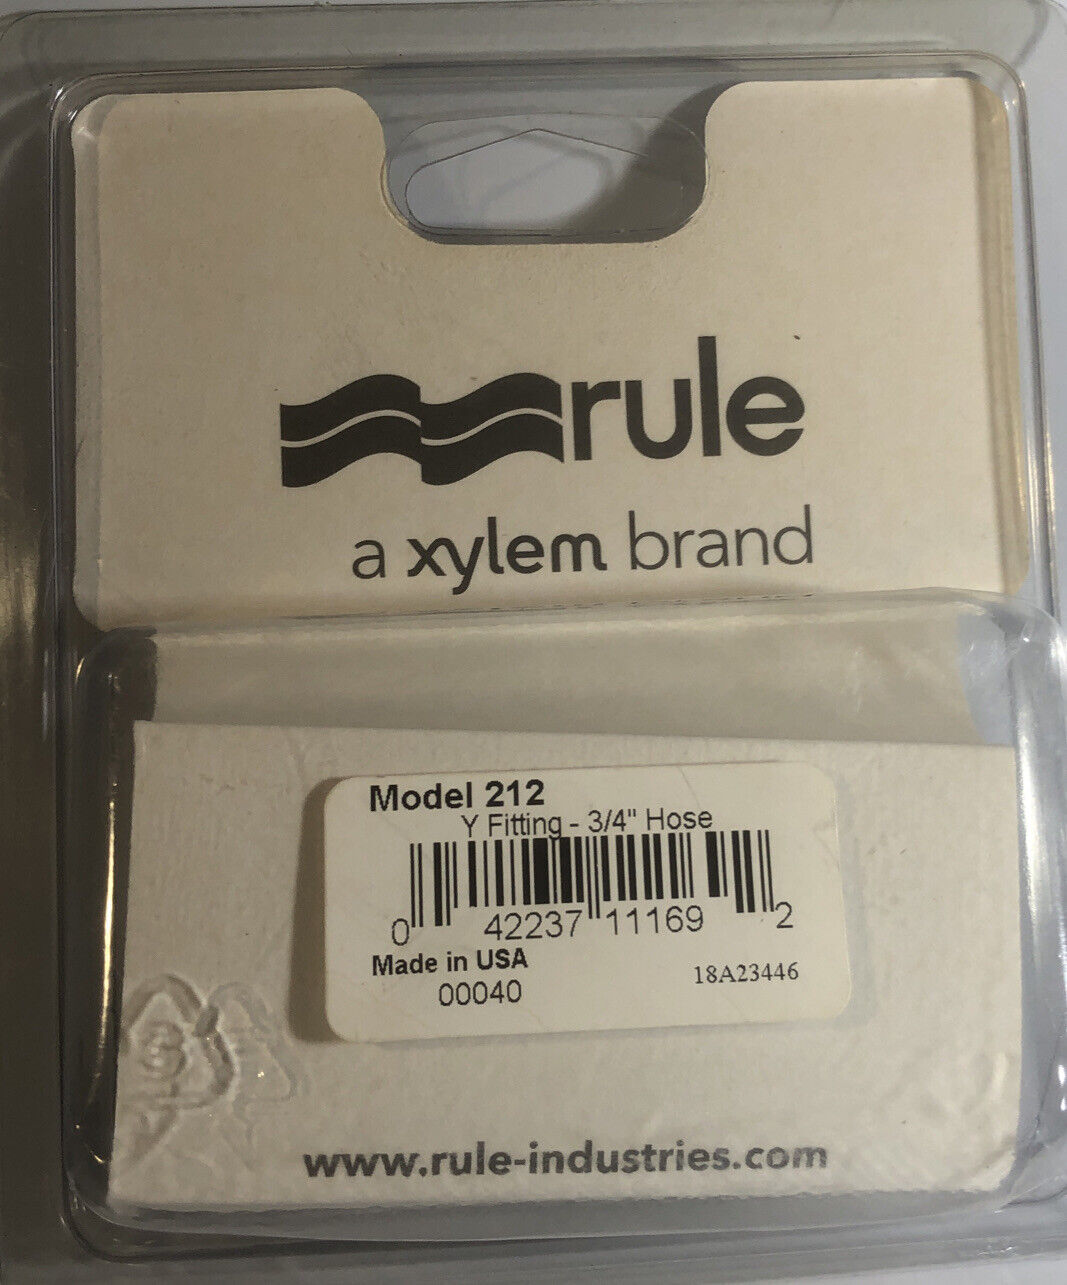 rule
a xylem brand
Model 212
Y Fitting - 3/4" Hose
0 42237 11169 2
Made in USA
00040 18A23446
www.rule-industries.com